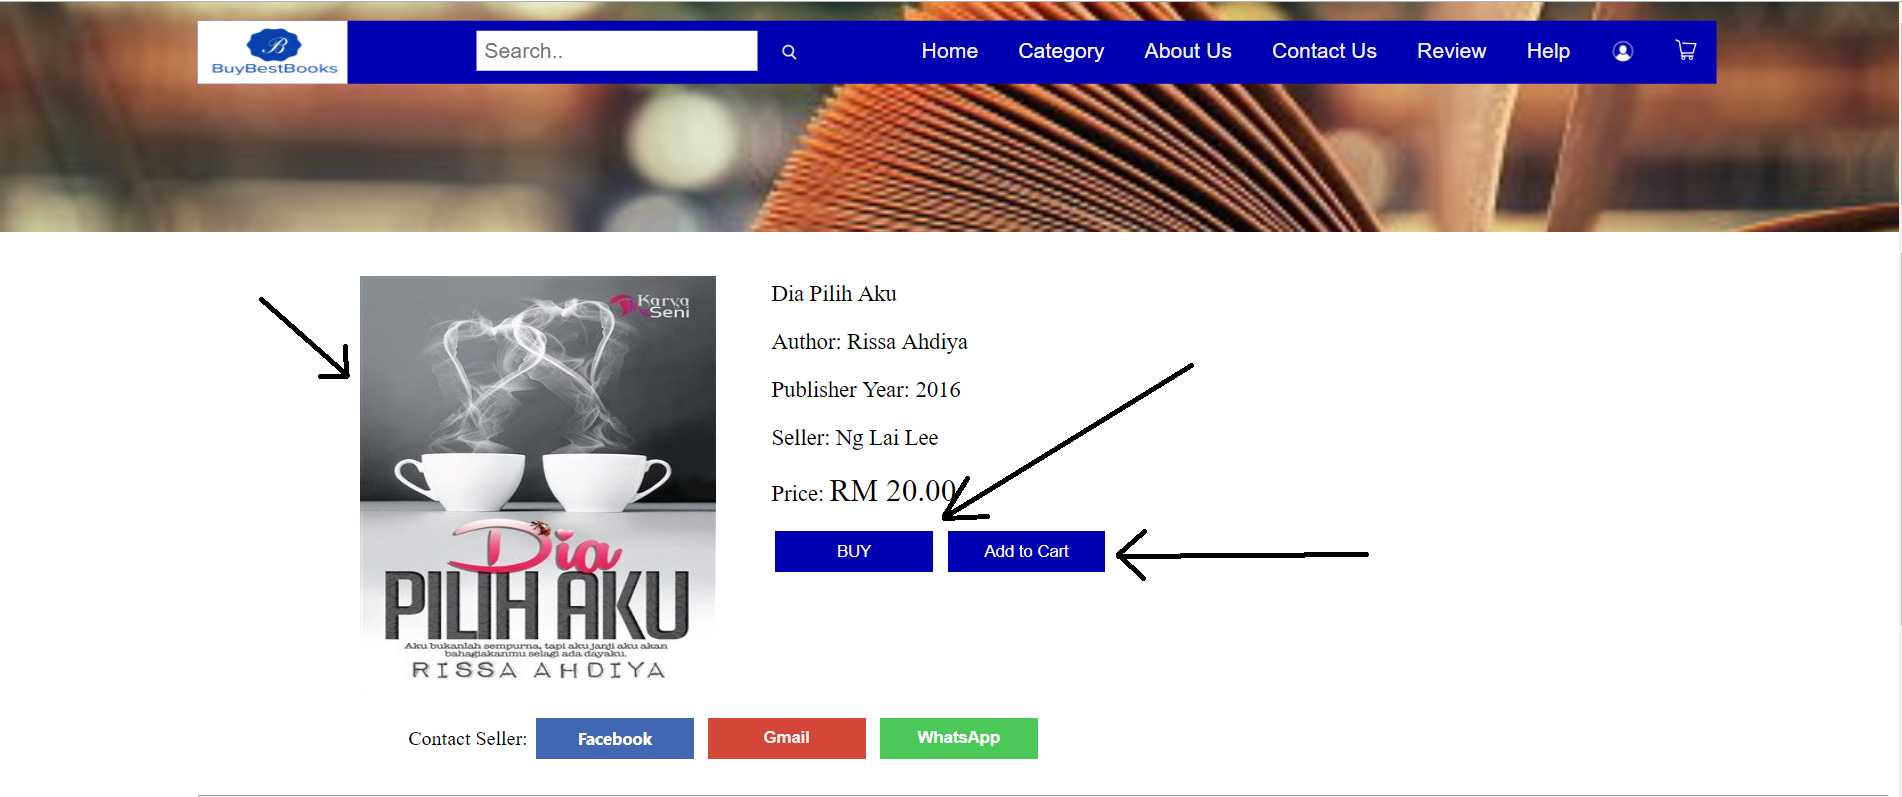 B
BuyBestBooks
Search..
Home Category About Us Contact Us Review Help
Karya
Seni
Dia
PILIH AKU
Aku bukanlah sempurna, tapi aku janji aku akan
bahagiakanmu selagi ada dayaku.
RISSA AHDIYA
Dia Pilih Aku
Author: Rissa Ahdiya
Publisher Year: 2016
Seller: Ng Lai Lee
Price: RM 20.00
BUY Add to Cart
Contact Seller: Facebook Gmail WhatsApp